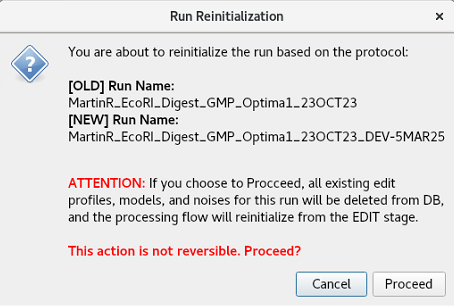 Run Reinitialization
You are about to reinitialize the run based on the protocol:
[OLD] Run Name:
MartinR_EcoRI_Digest_GMP_Optima1_23OCT23
[NEW] Run Name:
MartinR_EcoRI_Digest_GMP_Optima1_23OCT23_DEV-5MAR25
ATTENTION: If you choose to Procceed, all existing edit
profiles, models, and noises for this run will be deleted from DB,
and the processing flow will reinitialize from the EDIT stage.
This action is not reversible. Proceed?
Cancel
Proceed